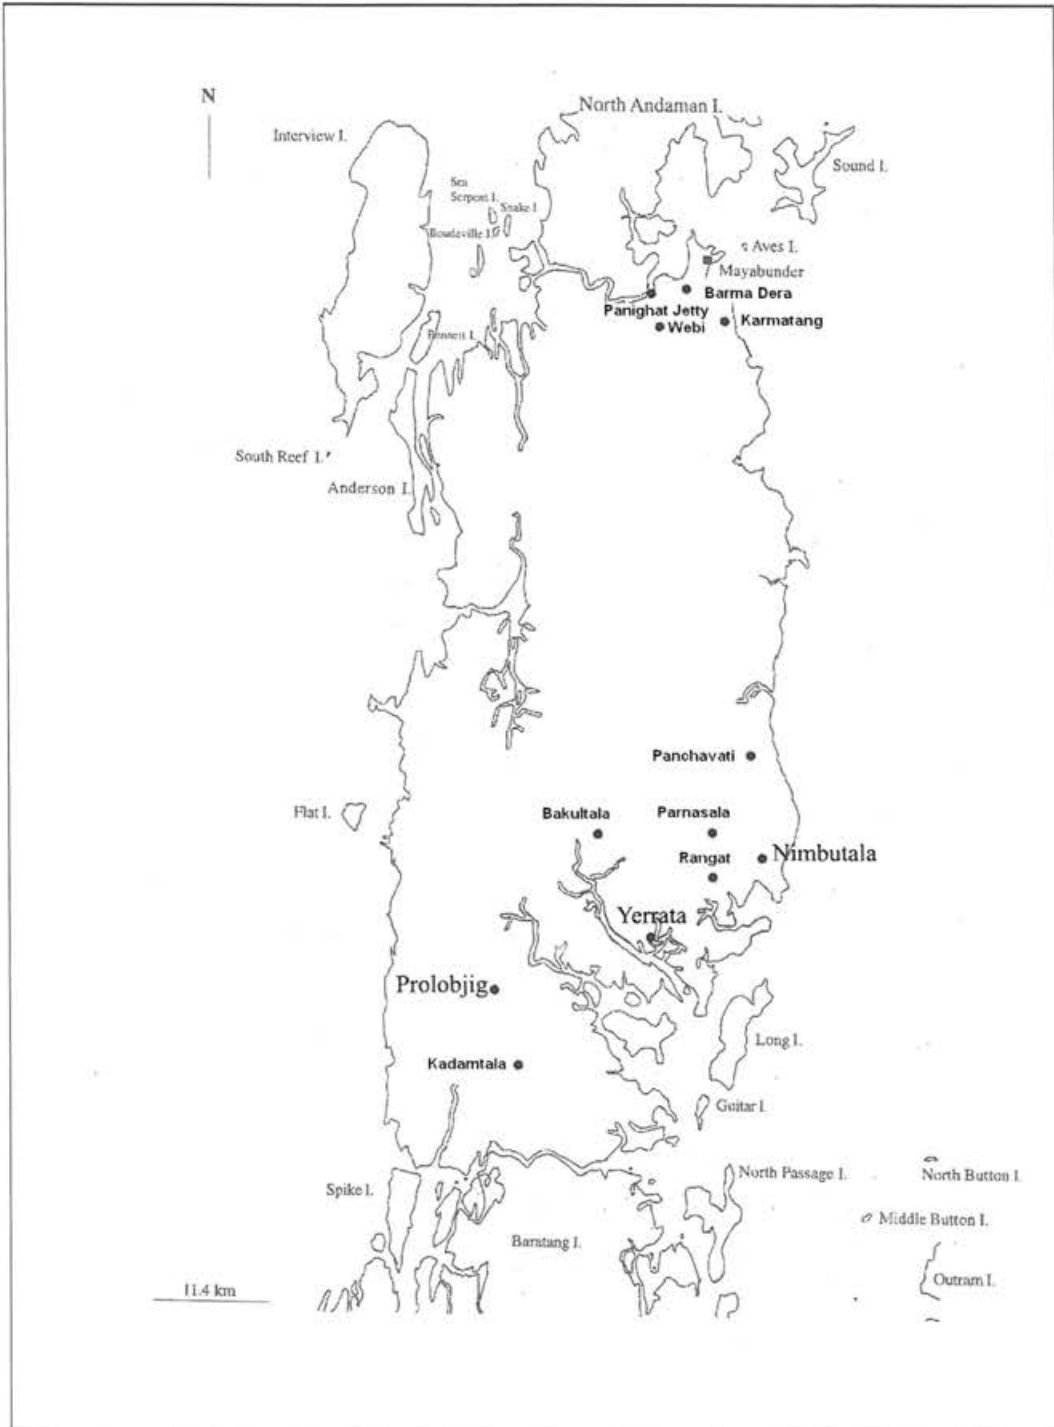 N
North Andaman I.
Interview I.
Sound I.
Sea
Serpent I.
Snake I
Boudeville I.
Aves I.
Mayabunder
Barma Dera
Panighat Jetty
Webi
Karmatang
Bennett I.
South Reef I.
Anderson I.
Panchavati
Flat I.
Bakultala
Parnasala
Nimbutala
Rangat
Yerrata
Prolobjig
Long I.
Kadamtala
Guitar I
North Passage I.
North Button I
Spike I.
Middle Button I.
Baratang I.
Outram I.
11.4 km